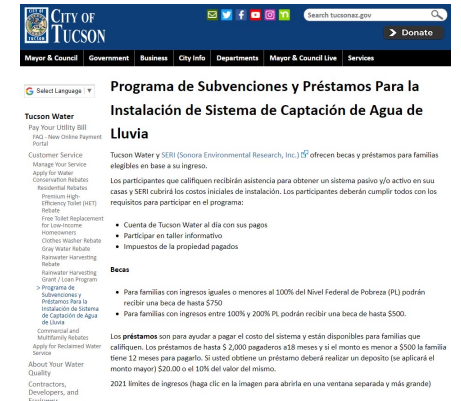 CITY OF
TUCSON
Search tucsonaz.gov
Donate
Mayor & Council Government Business City Info Departments Mayor & Council Live Services
Select Language ▼
Tucson Water
Pay Your Utility Bill
FAQ - New Online Payment
Portal
Customer Service
Manage Your Service
Apply for Water
Conservation Rebates
Residential Rebates
Premium High-
Efficiency Toilet (HET)
Rebate
Free Toilet Replacement
for Low-Income
Homeowners
Clothes Washer Rebate
Gray Water Rebate
Rainwater Harvesting
Rebate
Rainwater Harvesting
Grant / Loan Program
> Programa de
Subvenciones y
Préstamos Para la
Instalación de Sistema
de Captación de Agua
de Lluvia
Commercial and
Multifamily Rebates
Apply for Reclaimed Water
Service
About Your Water
Quality
Contractors,
Developers, and
Programa de Subvenciones y Préstamos Para la
Instalación de Sistema de Captación de Agua de
Lluvia
Tucson Water y SERI (Sonora Environmental Research, Inc.) ofrecen becas y préstamos para familias
elegibles en base a su ingreso.
Los participantes que califiquen recibirán asistencia para obtener un sistema pasivo y/o activo en suu
casas y SERI cubrirá los costos iniciales de instalación. Los participantes deberán cumplir todos con los
requisitos para participar en el programa:
• Cuenta de Tucson Water al día con sus pagos
• Participar en taller informativo
• Impuestos de la propiedad pagados
Becas
• Para familias con ingresos iguales o menores al 100% del Nivel Federal de Pobreza (PL) podrán
recibir una beca de hasta $750
• Para familias con ingresos entre 100% y 200% PL podrán recibir una beca de hasta $500.
Los préstamos son para ayudar a pagar el costo del sistema y están disponibles para familias que
califiquen. Los préstamos de hasta $ 2,000 pagaderos a18 meses y si el monto es menor a $500 la familia
tiene 12 meses para pagarlo. Si usted obtiene un préstamo deberá realizar un deposito (se aplicará el
monto mayor) $20.00 o el 10% del valor del mismo.
2021 límites de ingresos (haga clic en la imagen para abrirla en una ventana separada y más grande)